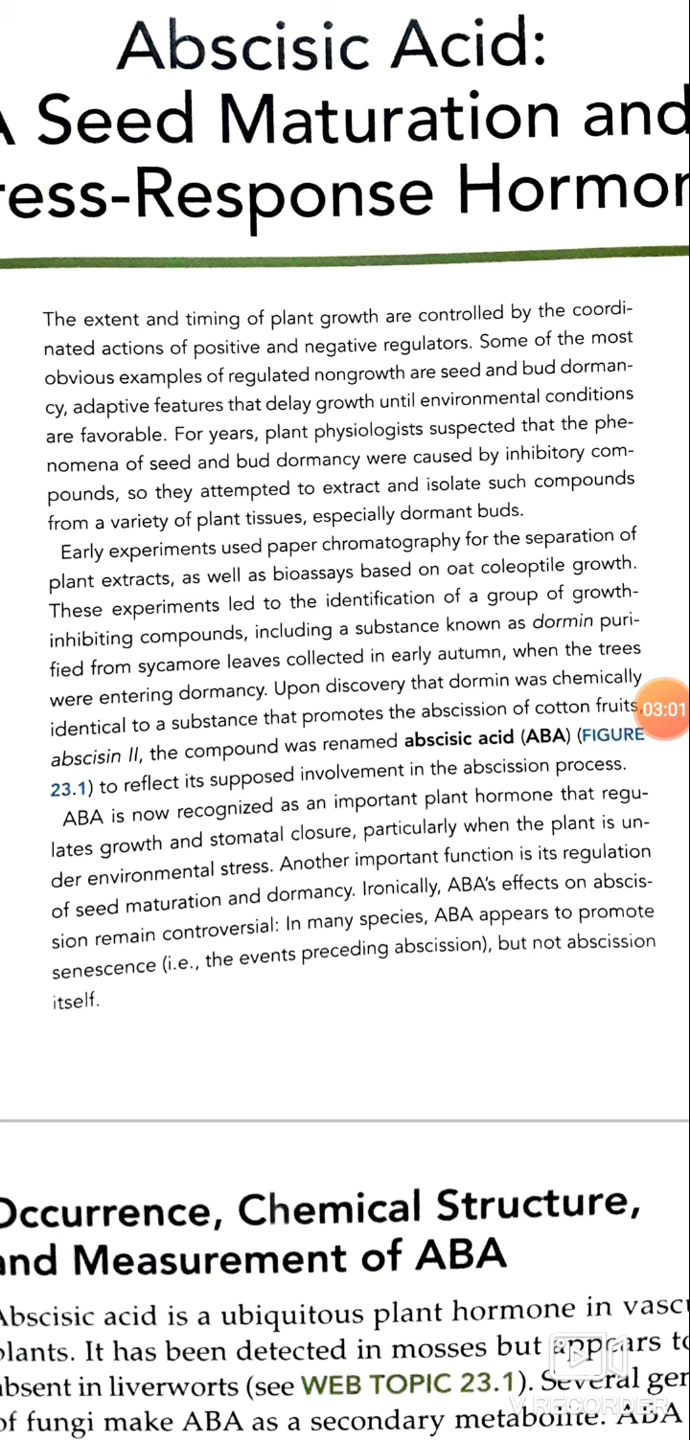 Abscisic Acid:
A Seed Maturation and
ress-Response Hormon
The extent and timing of plant growth are controlled by the coordi-
nated actions of positive and negative regulators. Some of the most
obvious examples of regulated nongrowth are seed and bud dorman-
cy, adaptive features that delay growth until environmental conditions
are favorable. For years, plant physiologists suspected that the phe-
nomena of seed and bud dormancy were caused by inhibitory com-
pounds, so they attempted to extract and isolate such compounds
from a variety of plant tissues, especially dormant buds.
Early experiments used paper chromatography for the separation of
plant extracts, as well as bioassays based on oat coleoptile growth.
These experiments led to the identification of a group of growth-
inhibiting compounds, including a substance known as dormin puri-
fied from sycamore leaves collected in early autumn, when the trees
were entering dormancy. Upon discovery that dormin was chemically
identical to a substance that promotes the abscission of cotton fruits,
03:01
abscisin II, the compound was renamed abscisic acid (ABA) (FIGURE
23.1) to reflect its supposed involvement in the abscission process.
ABA is now recognized as an important plant hormone that regu-
lates growth and stomatal closure, particularly when the plant is un-
der environmental stress. Another important function is its regulation
of seed maturation and dormancy. Ironically, ABA's effects on abscis-
sion remain controversial: In many species, ABA appears to promote
senescence (i.e., the events preceding abscission), but not abscission
itself.
Occurrence, Chemical Structure,
and Measurement of ABA
Abscisic acid is a ubiquitous plant hormone in vascu
plants. It has been detected in mosses but appears to
absent in liverworts (see WEB TOPIC 23.1). Several gen
of fungi make ABA as a secondary metabolite. ABA
V RECORDER